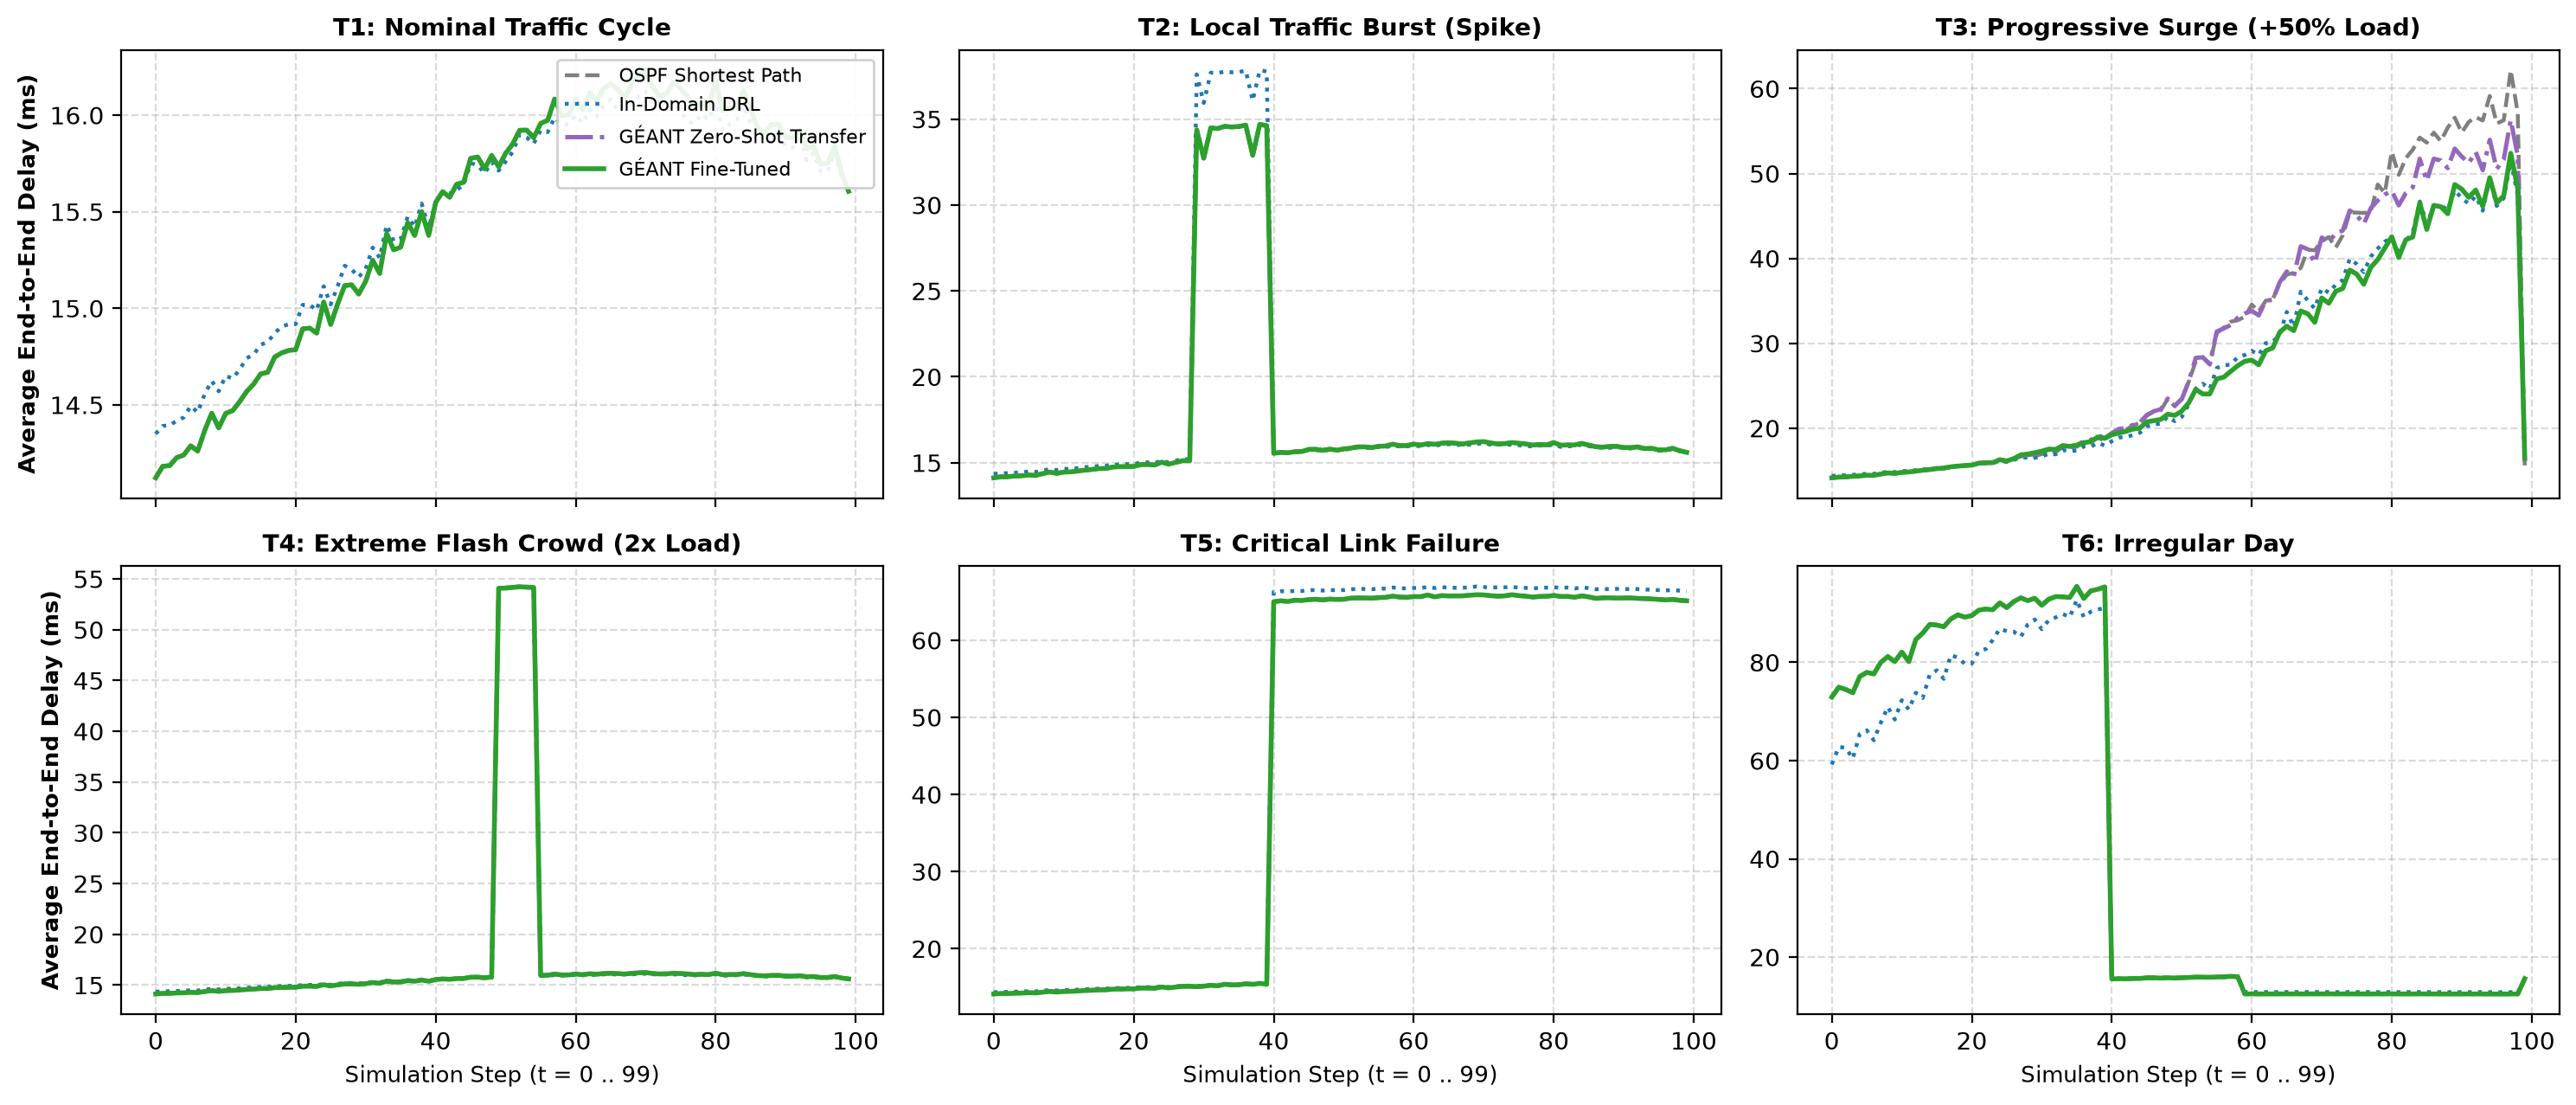 T1: Nominal Traffic Cycle
T2: Local Traffic Burst (Spike)
T3: Progressive Surge (+50% Load)
Average End-to-End Delay (ms)
16.0
15.5
15.0
14.5
OSPF Shortest Path
In-Domain DRL
GÉANT Zero-Shot Transfer
GÉANT Fine-Tuned
35
30
25
20
15
60
50
40
30
20
T4: Extreme Flash Crowd (2x Load)
T5: Critical Link Failure
T6: Irregular Day
Average End-to-End Delay (ms)
55
50
45
40
35
30
25
20
15
0 20 40 60 80 100
Simulation Step (t = 0 .. 99)
60
50
40
30
20
0 20 40 60 80 100
Simulation Step (t = 0 .. 99)
80
60
40
20
0 20 40 60 80 100
Simulation Step (t = 0 .. 99)